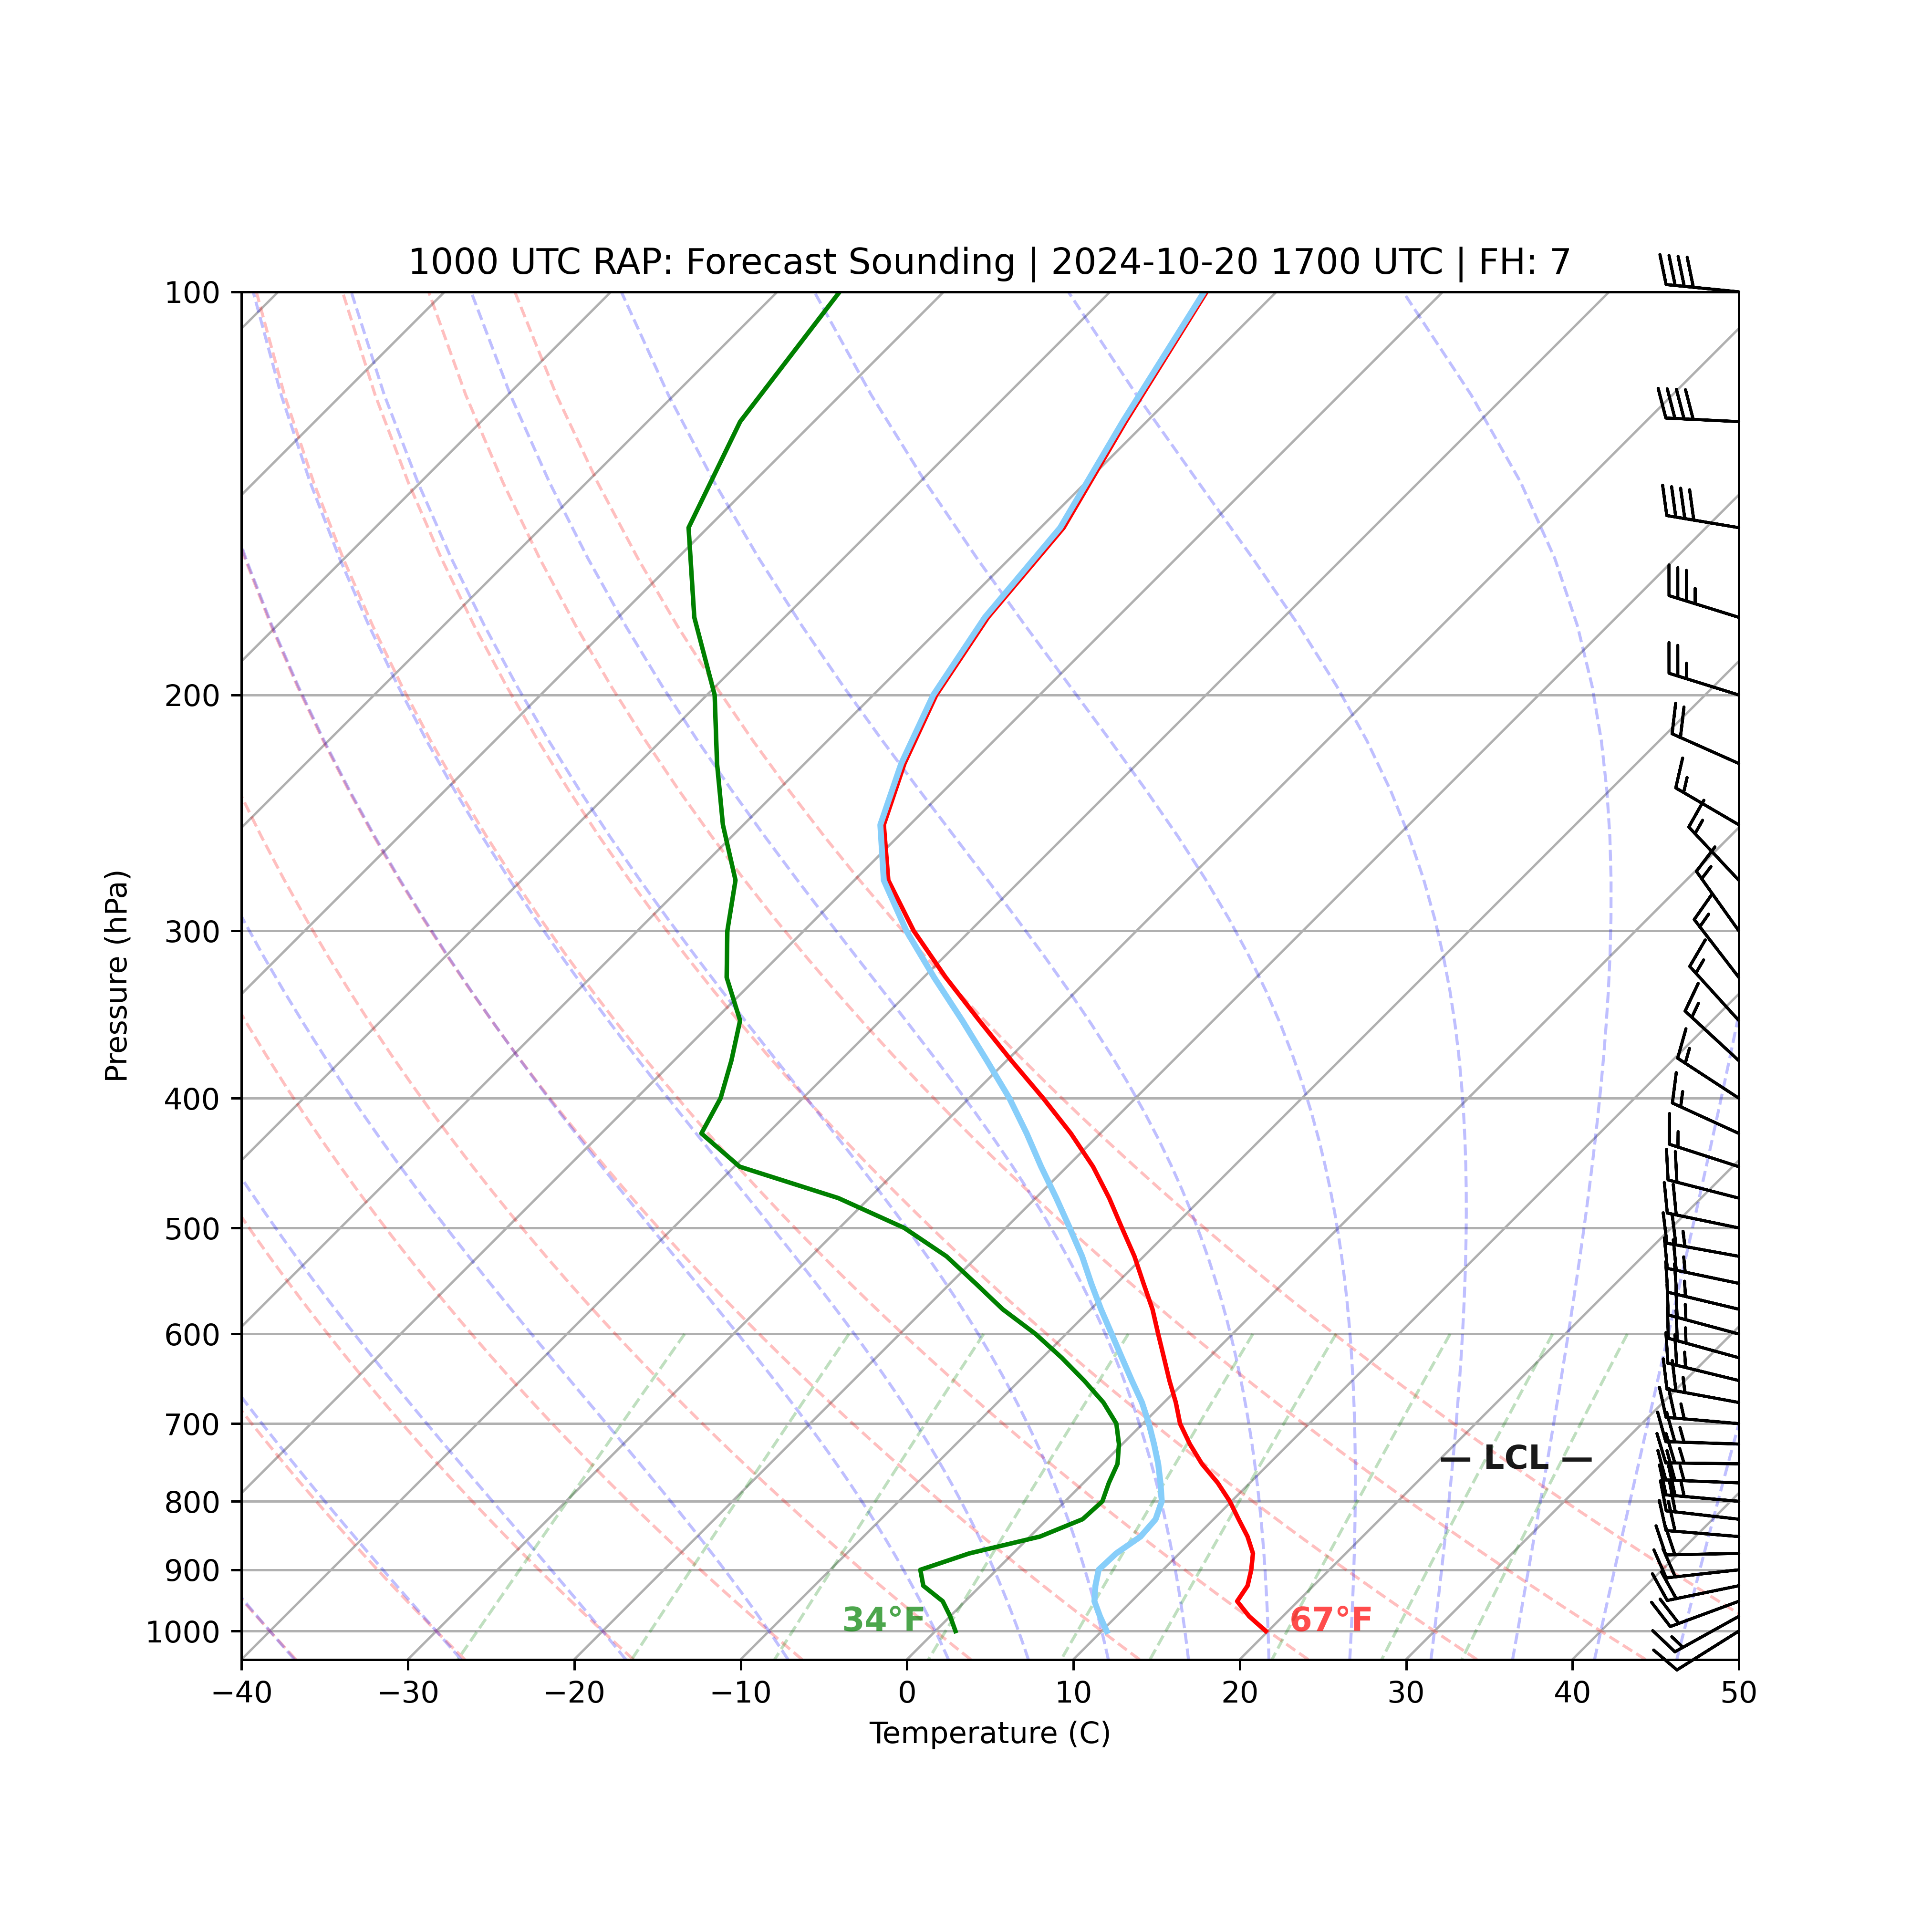 1000 UTC RAP: Forecast Sounding | 2024-10-20 1700 UTC | FH: 7
100
200
300
400
500
600
700
800
900
1000
Pressure (hPa)
— LCL —
34°F
67°F
−40 −30 −20 −10 0 10 20 30 40 50
Temperature (C)